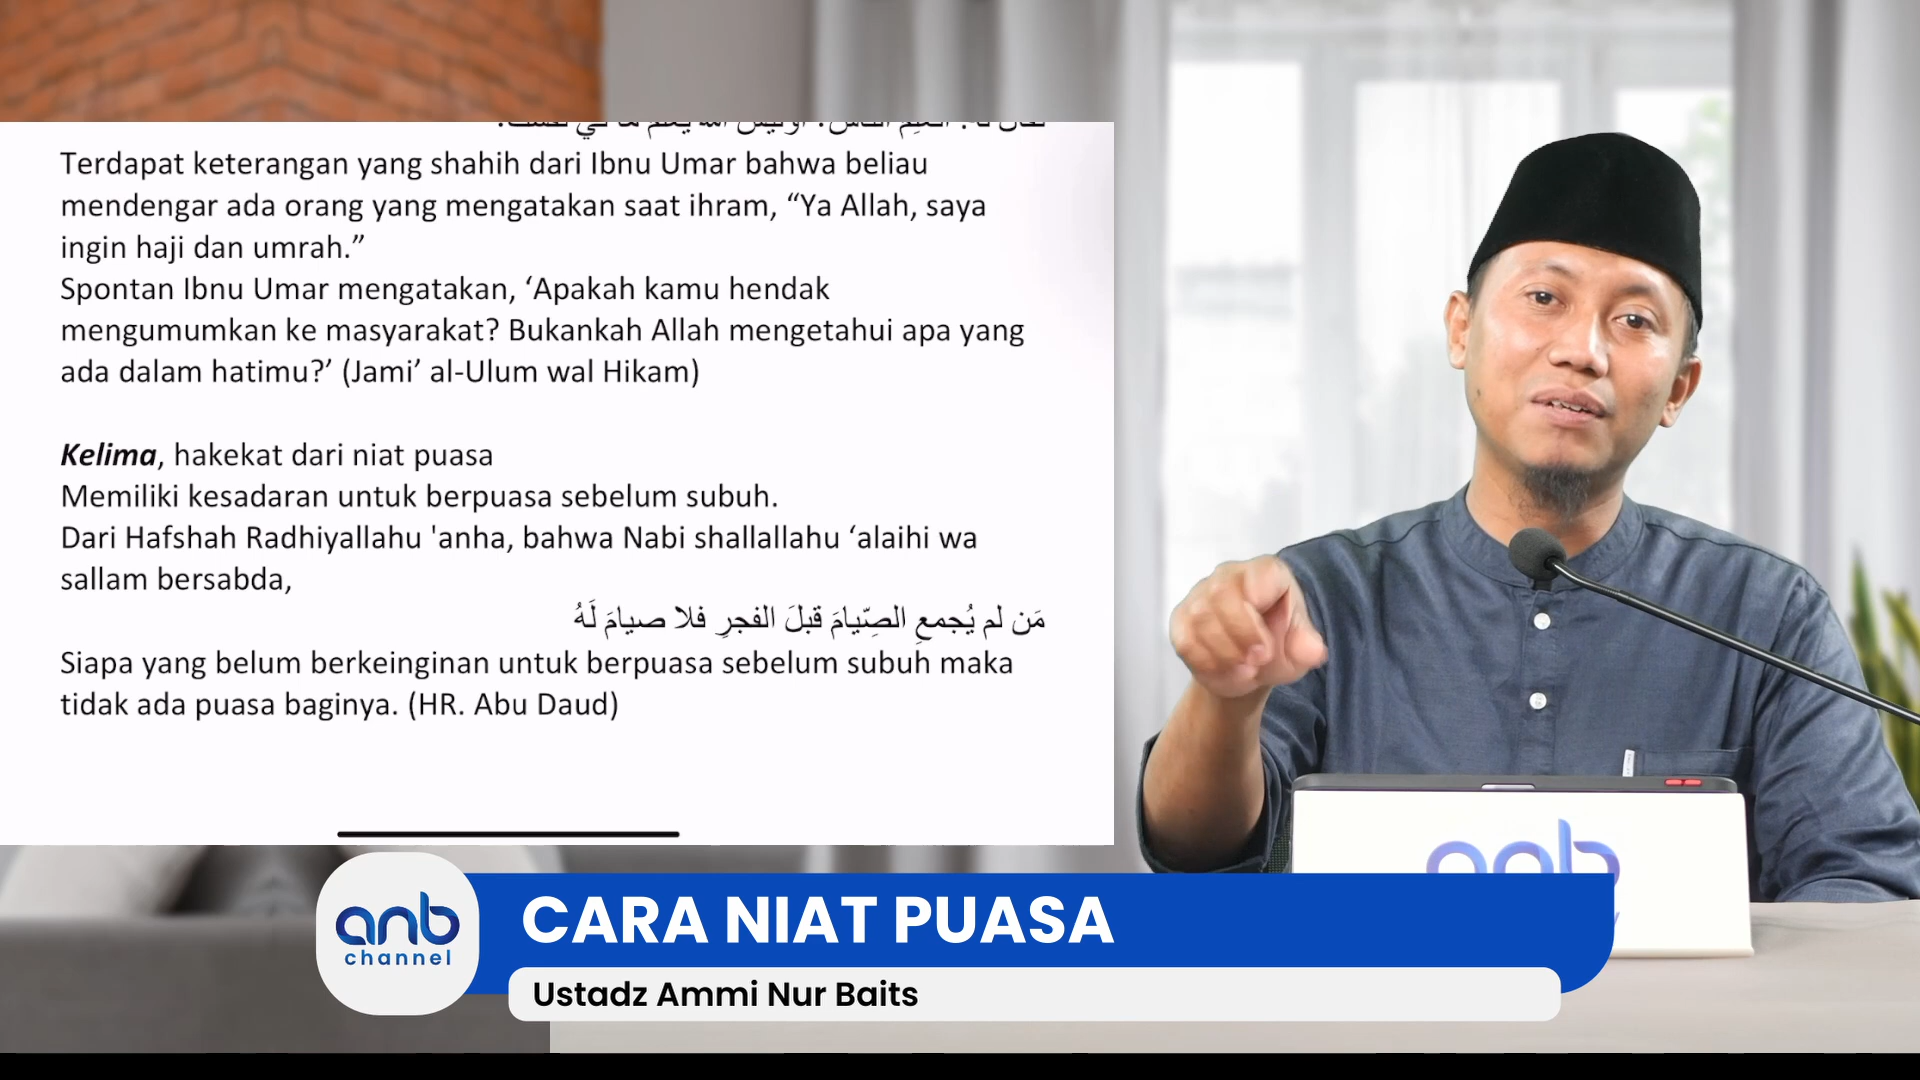 Terdapat keterangan yang shahih dari Ibnu Umar bahwa beliau
mendengar ada orang yang mengatakan saat ihram, “Ya Allah, saya
ingin haji dan umrah.”
Spontan Ibnu Umar mengatakan, ‘Apakah kamu hendak
mengumumkan ke masyarakat? Bukankah Allah mengetahui apa yang
ada dalam hatimu?’ (Jami’ al-Ulum wal Hikam)
Kelima, hakekat dari niat puasa
Memiliki kesadaran untuk berpuasa sebelum subuh.
Dari Hafshah Radhiyallahu 'anha, bahwa Nabi shallallahu ‘alaihi wa
sallam bersabda,
مَن لم يُجمعِ الصِّيامَ قبلَ الفجرِ فلا صيامَ لَهُ
Siapa yang belum berkeinginan untuk berpuasa sebelum subuh maka
tidak ada puasa baginya. (HR. Abu Daud)
anb
anb
channel
CARA NIAT PUASA
Ustadz Ammi Nur Baits